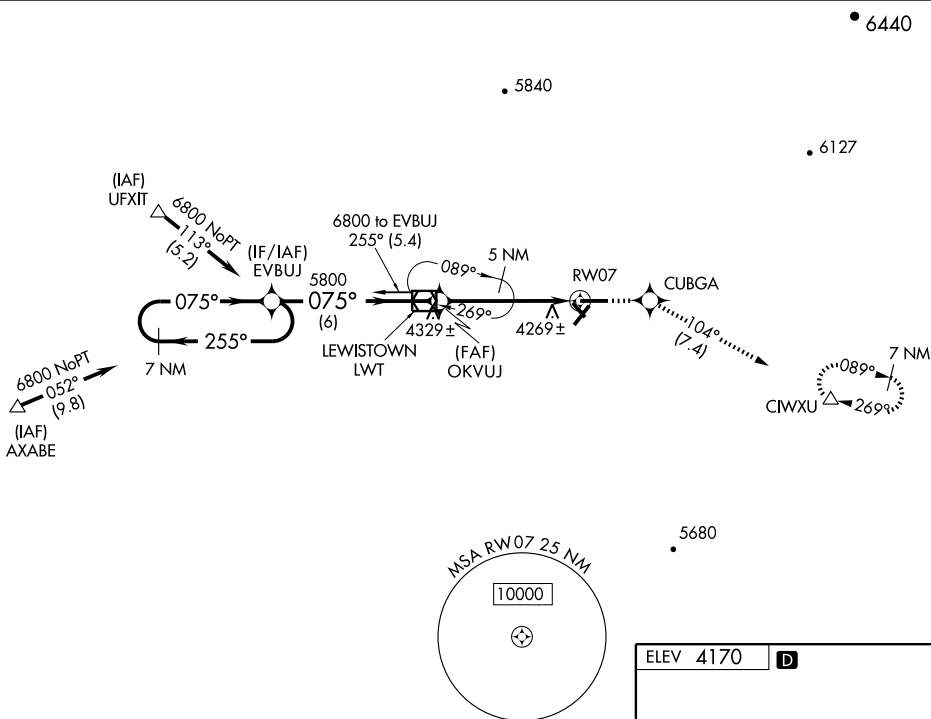 6440
5840
6127
(IAF)
UFXIT
6800 NoPT
113°
(5.2)
(IF/IAF)
EVBUJ
6800 to EVBUJ
255° (5.4)
5 NM
089°
269°
5800
075°
(6)
RW07
CUBGA
075°
255°
7 NM
LEWISTOWN
LWT
4329±
(FAF)
OKVUJ
4269±
104°
(7.4)
6800 NoPT
052°
(9.8)
(IAF)
AXABE
7 NM
089°
269°
CIWXU
5680
MSA RW07 25 NM
10000
ELEV 4170 D